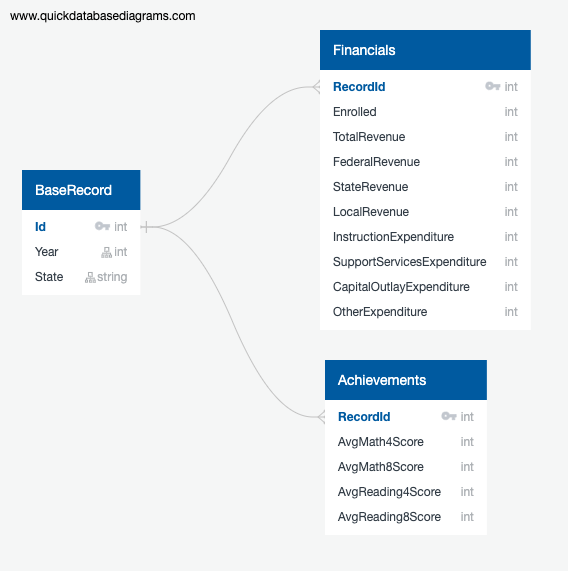 www.quickdatabasediagrams.com
Financials
RecordId int
Enrolled int
TotalRevenue int
FederalRevenue int
StateRevenue int
LocalRevenue int
InstructionExpenditure int
SupportServicesExpenditure int
CapitalOutlayExpenditure int
OtherExpenditure int
BaseRecord
Id int
Year int
State string
Achievements
RecordId int
AvgMath4Score int
AvgMath8Score int
AvgReading4Score int
AvgReading8Score int